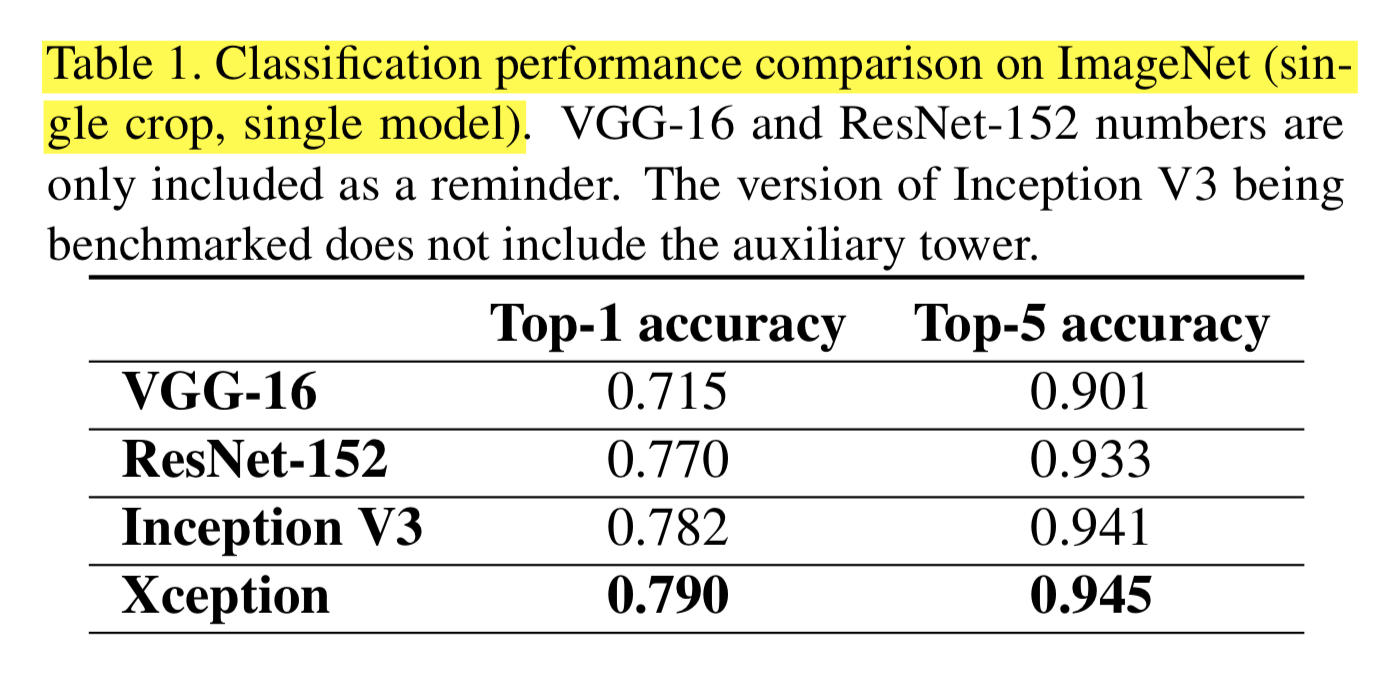 Table 1. Classification performance comparison on ImageNet (sin-
gle crop, single model). VGG-16 and ResNet-152 numbers are
only included as a reminder. The version of Inception V3 being
benchmarked does not include the auxiliary tower.
Top-1 accuracy Top-5 accuracy
VGG-16 0.715 0.901
ResNet-152 0.770 0.933
Inception V3 0.782 0.941
Xception 0.790 0.945